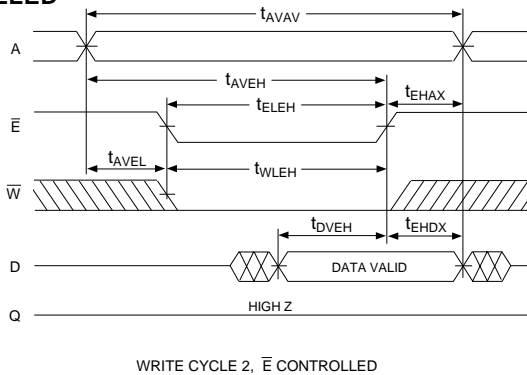 LLED
tAVAV
A
tAVEH
tELEH
tEHAX
E̅
tAVEL
tWLEH
W̅
tDVEH
tEHDX
D
DATA VALID
Q
HIGH Z
WRITE CYCLE 2, E̅ CONTROLLED